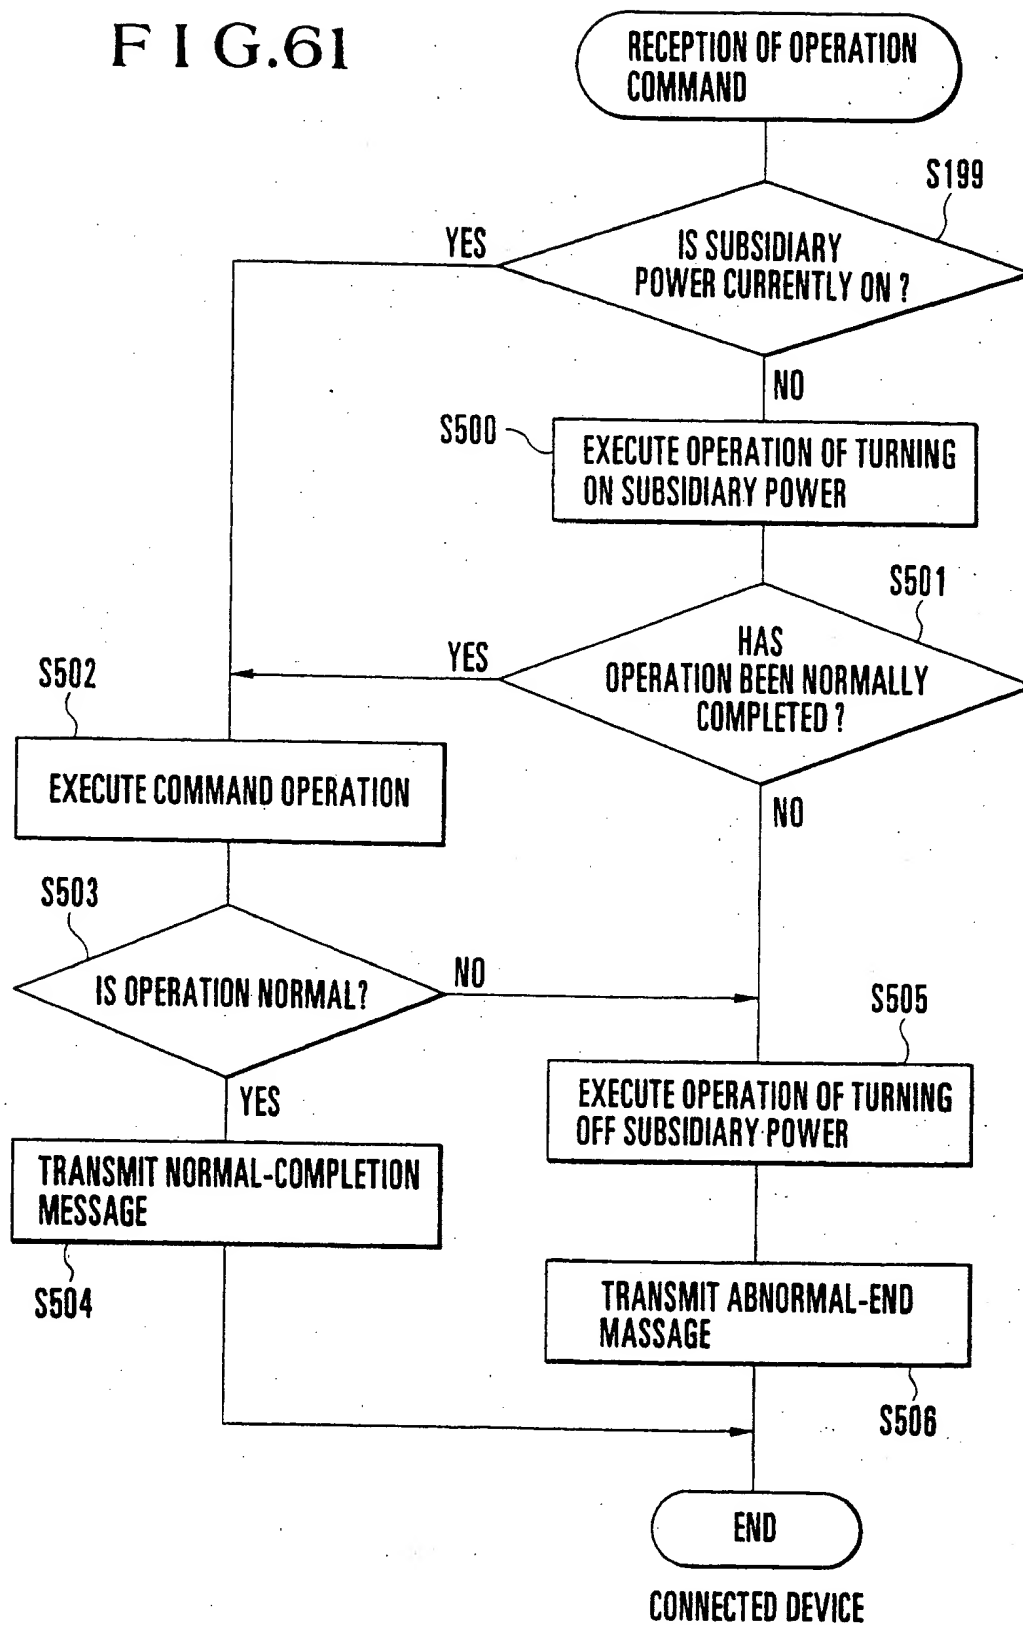 FIG.61
RECEPTION OF OPERATION
COMMAND
S199
IS SUBSIDIARY
POWER CURRENTLY ON ?
YES
NO
S500
EXECUTE OPERATION OF TURNING
ON SUBSIDIARY POWER
S501
HAS
OPERATION BEEN NORMALLY
COMPLETED ?
YES
NO
S502
EXECUTE COMMAND OPERATION
S503
IS OPERATION NORMAL?
NO
YES
S505
EXECUTE OPERATION OF TURNING
OFF SUBSIDIARY POWER
TRANSMIT NORMAL-COMPLETION
MESSAGE
S504
TRANSMIT ABNORMAL-END
MASSAGE
S506
END
CONNECTED DEVICE